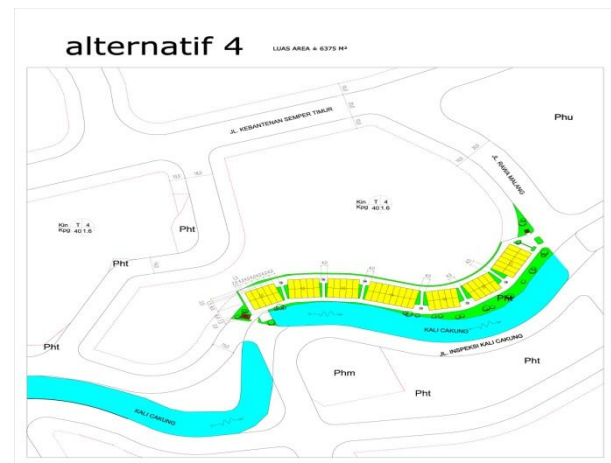 alternatif 4
LUAS AREA ± 6375 M²
JL. KEBANTENAN SEMPER TIMUR
Phu
JL. RAWA MALANG
Kin T 4
Kpg 40 1.6
Kin T 4
Kpg 40 1.6
Pht
Pht
Pht
Pht
KALI CAKUNG
JL. INSPEKSI KALI CAKUNG
Phm
Pht
Pht
KALI CAKUNG